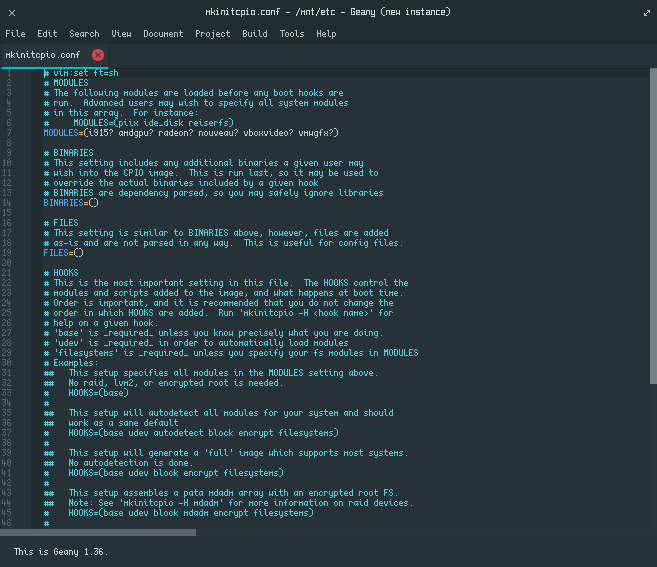 mkinitcpio.conf - /mnt/etc - Geany (new instance)
File Edit Search View Document Project Build Tools Help
mkinitcpio.conf
1 # vim:set ft=sh
2 # MODULES
3 # The following modules are loaded before any boot hooks are
4 # run.  Advanced users may wish to specify all system modules
5 # in this array.  For instance:
6 #     MODULES=(piix ide_disk reiserfs)
7 MODULES=(i915? amdgpu? radeon? nouveau? vboxvideo? vmwgfx?)
8
9 # BINARIES
10 # This setting includes any additional binaries a given user may
11 # wish into the CPIO image.  This is run last, so it may be used to
12 # override the actual binaries included by a given hook
13 # BINARIES are dependency parsed, so you may safely ignore libraries
14 BINARIES=()
15
16 # FILES
17 # This setting is similar to BINARIES above, however, files are added
18 # as-is and are not parsed in any way.  This is useful for config files.
19 FILES=()
20
21 # HOOKS
22 # This is the most important setting in this file.  The HOOKS control the
23 # modules and scripts added to the image, and what happens at boot time.
24 # Order is important, and it is recommended that you do not change the
25 # order in which HOOKS are added.  Run 'mkinitcpio -H <hook name>' for
26 # help on a given hook.
27 # 'base' is _required_ unless you know precisely what you are doing.
28 # 'udev' is _required_ in order to automatically load modules
29 # 'filesystems' is _required_ unless you specify your fs modules in MODULES
30 # Examples:
31 ##   This setup specifies all modules in the MODULES setting above.
32 ##   No raid, lvm2, or encrypted root is needed.
33 #    HOOKS=(base)
34 #
35 ##   This setup will autodetect all modules for your system and should
36 ##   work as a sane default
37 #    HOOKS=(base udev autodetect block encrypt filesystems)
38 #
39 ##   This setup will generate a 'full' image which supports most systems.
40 ##   No autodetection is done.
41 #    HOOKS=(base udev block encrypt filesystems)
42 #
43 ##   This setup assembles a pata mdadm array with an encrypted root FS.
44 ##   Note: See 'mkinitcpio -H mdadm' for more information on raid devices.
45 #    HOOKS=(base udev block mdadm encrypt filesystems)
46 #
This is Geany 1.36.